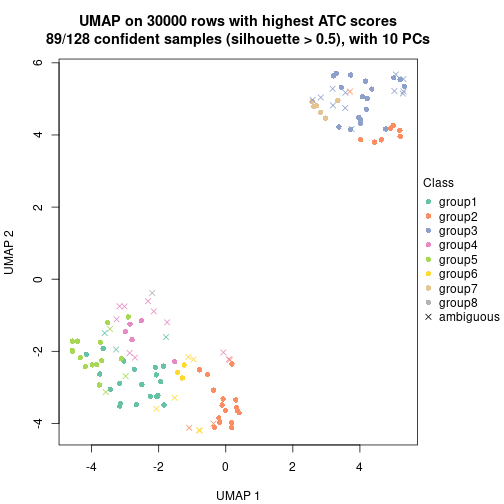 UMAP on 30000 rows with highest ATC scores
89/128 confident samples (silhouette > 0.5), with 10 PCs
6
4
2
0
-2
-4
UMAP 2
-4
-2
0
2
4
UMAP 1
Class
group1
group2
group3
group4
group5
group6
group7
group8
ambiguous